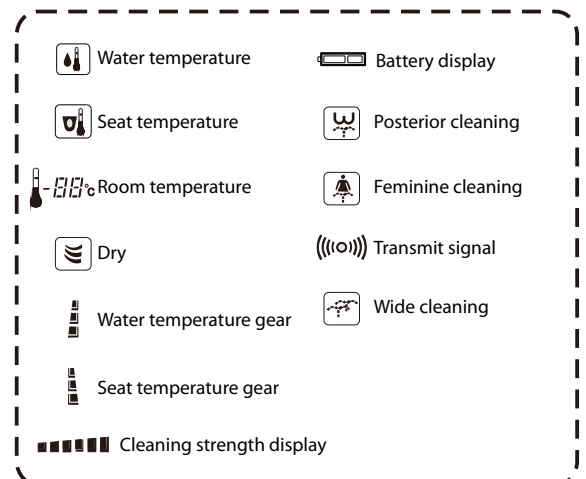 Water temperature
Seat temperature
-88°c Room temperature
Dry
Water temperature gear
Seat temperature gear
Cleaning strength display
Battery display
Posterior cleaning
Feminine cleaning
Transmit signal
Wide cleaning